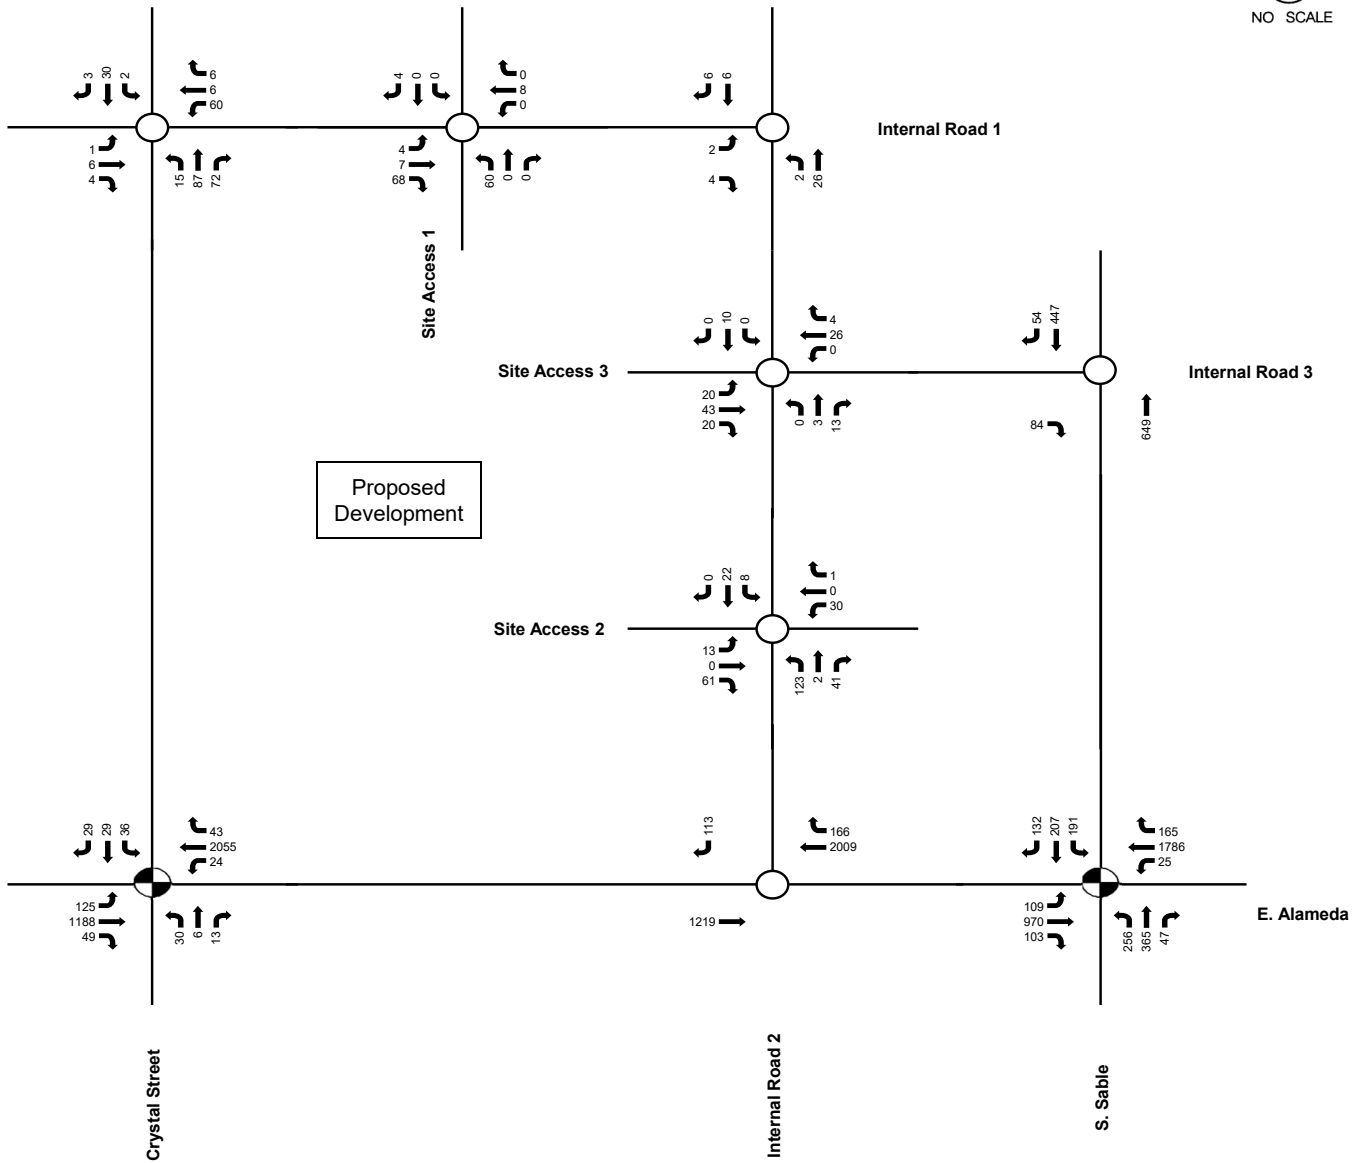 NO SCALE
3 30 2
6
6
60
1
6
4
15 87 72
4 0 0
0
8
0
4
7
68
60 0 0
6 6
2
4
2 26
Internal Road 1
Site Access 1
0 10 0
4
26
0
Site Access 3
20
43
20
0 3 13
54 447
84
649
Internal Road 3
Proposed
Development
0 22 8
1
0
30
Site Access 2
13
0
61
123 2 41
29 29 36
43
2055
24
125
1188
49
30 6 13
113
166
2009
1219
132 207 191
165
1786
25
109
970
103
256 365 47
E. Alameda
Crystal Street
Internal Road 2
S. Sable